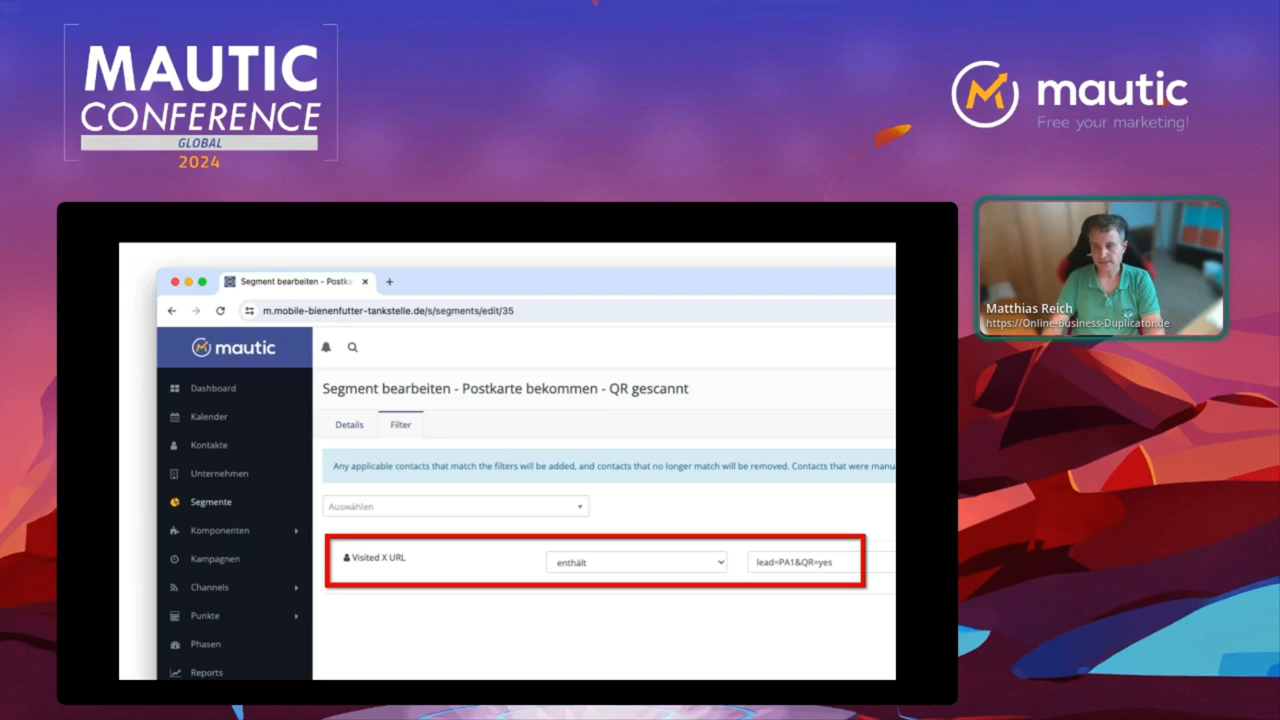 MAUTIC
CONFERENCE
GLOBAL
2024
mautic
Free your marketing!
Matthias Reich
https://Online-Business-Duplicator.de
Segment bearbeiten - Postk
m.mobile-bienenfutter-tankstelle.de/s/segments/edit/35
mautic
Dashboard
Kalender
Kontakte
Unternehmen
Segmente
Komponenten
Kampagnen
Channels
Punkte
Phasen
Reports
Segment bearbeiten - Postkarte bekommen - QR gescannt
Details
Filter
Any applicable contacts that match the filters will be added, and contacts that no longer match will be removed. Contacts that were manu
Auswählen
Visited X URL
enthält
lead=PA1&QR=yes